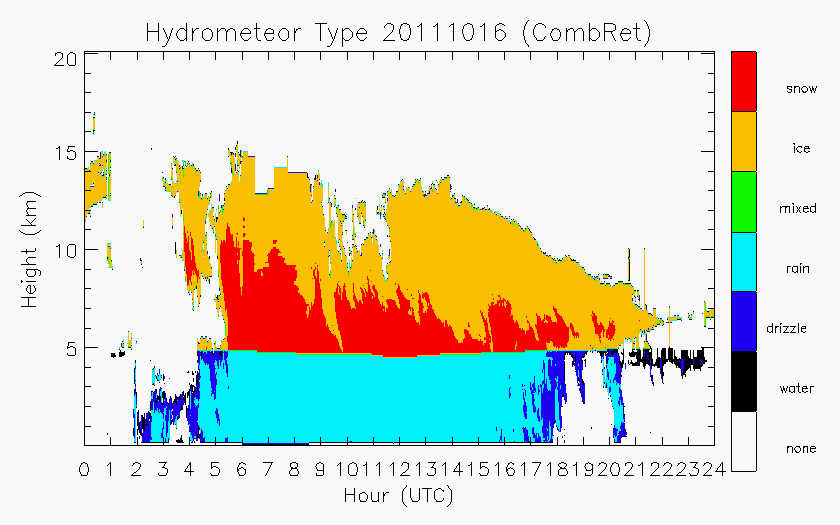 Hydrometeor Type 20111016 (CombRet)
20
15
10
5
Height (km)
0 1 2 3 4 5 6 7 8 9 10 11 12 13 14 15 16 17 18 19 20 21 22 23 24
Hour (UTC)
snow
ice
mixed
rain
drizzle
water
none